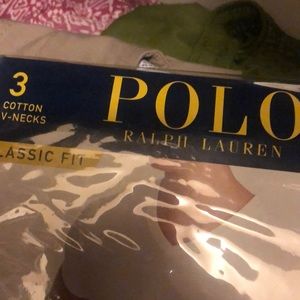 3
COTTON
V-NECKS
POLO
RALPH LAUREN
LASSIC FIT